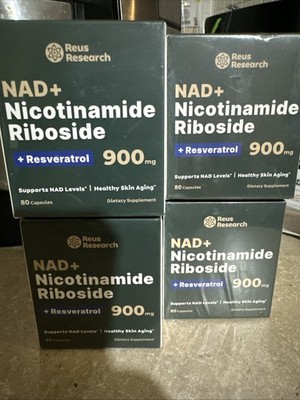 Reus
Research
NAD+
Nicotinamide
Riboside
+ Resveratrol 900mg
Supports NAD Levels* | Healthy Skin Aging*
80 Capsules Dietary Supplement
Reus
Research
NAD+
Nicotinamide
Riboside
+ Resveratrol 900mg
Supports NAD Levels* | Healthy Skin Aging*
80 Capsules Dietary Supplement
Reus
Research
NAD+
Nicotinamide
Riboside
+ Resveratrol 900mg
Supports NAD Levels* | Healthy Skin Aging*
80 Capsules Dietary Supplement
Reus
Research
NAD+
Nicotinamide
Riboside
+ Resveratrol 900mg
Supports NAD Levels* | Healthy Skin Aging*
80 Capsules Dietary Supplement